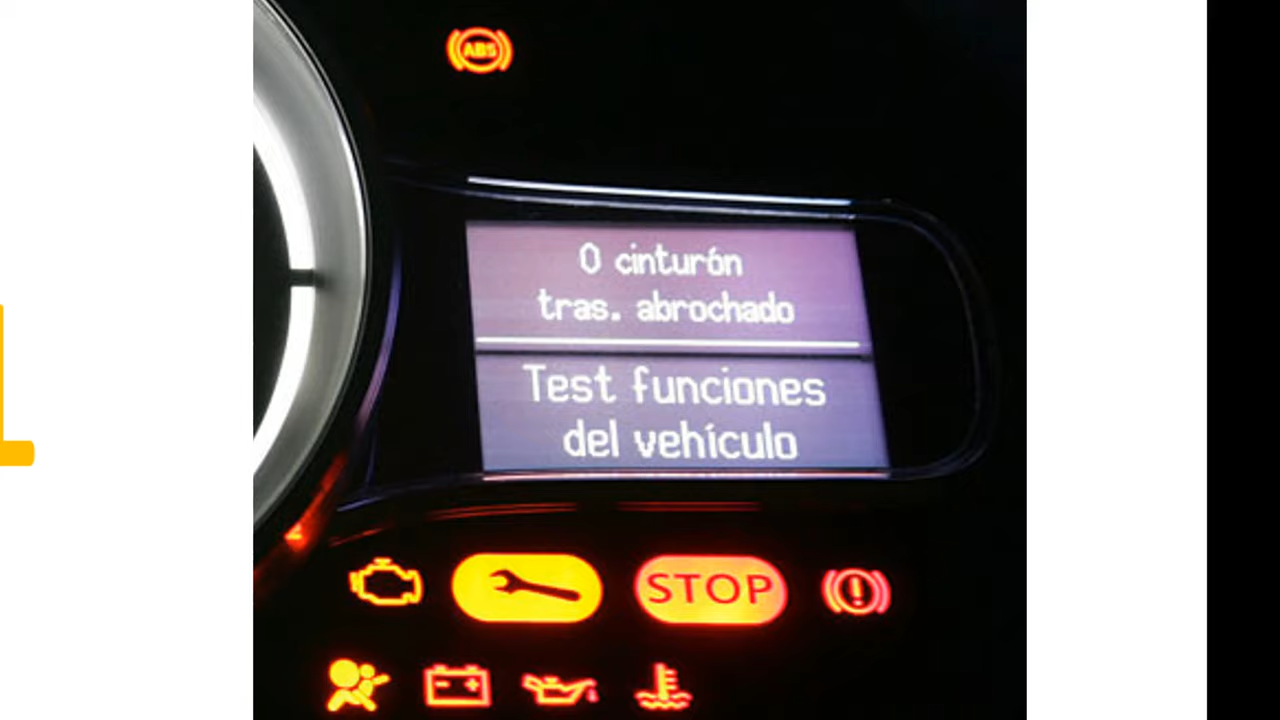 ABS
0 cinturón
tras. abrochado
Test funciones
del vehículo
STOP